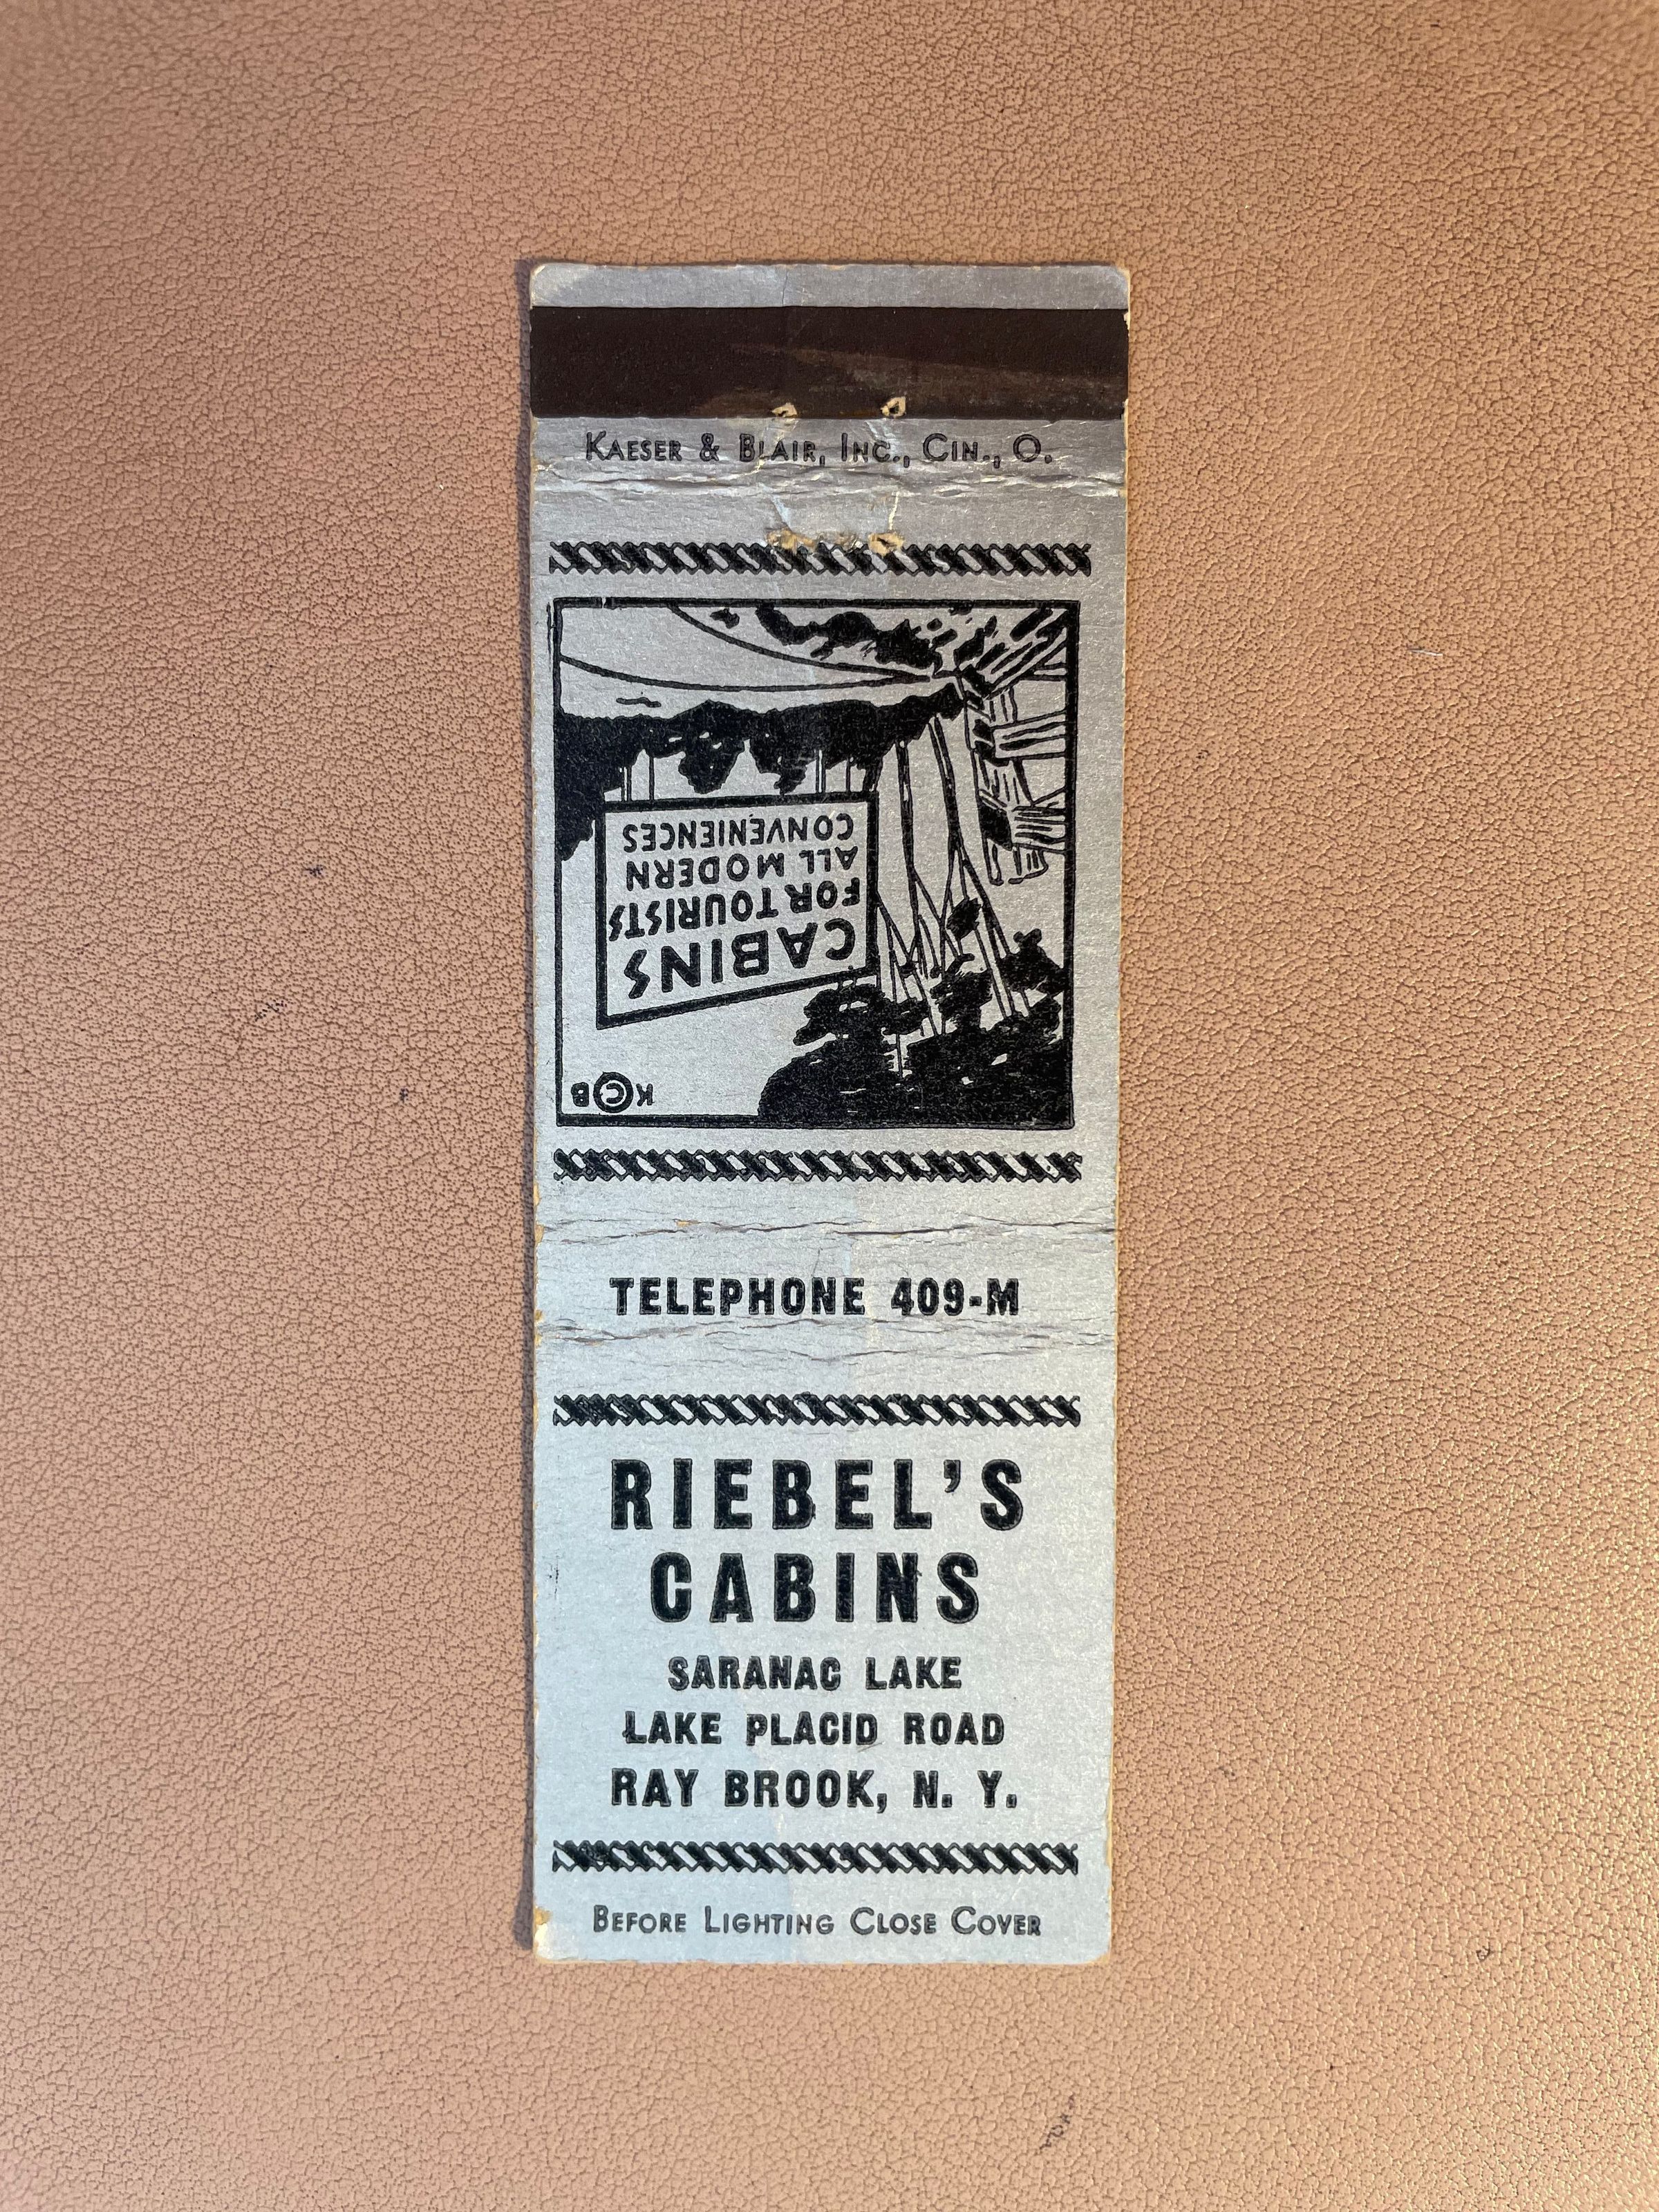 KAESER & BLAIR, INC., CIN., O.
CABINS
FOR TOURISTS
ALL MODERN
CONVENIENCES
K © B
TELEPHONE 409-M
RIEBEL'S
CABINS
SARANAC LAKE
LAKE PLACID ROAD
RAY BROOK, N. Y.
BEFORE LIGHTING CLOSE COVER